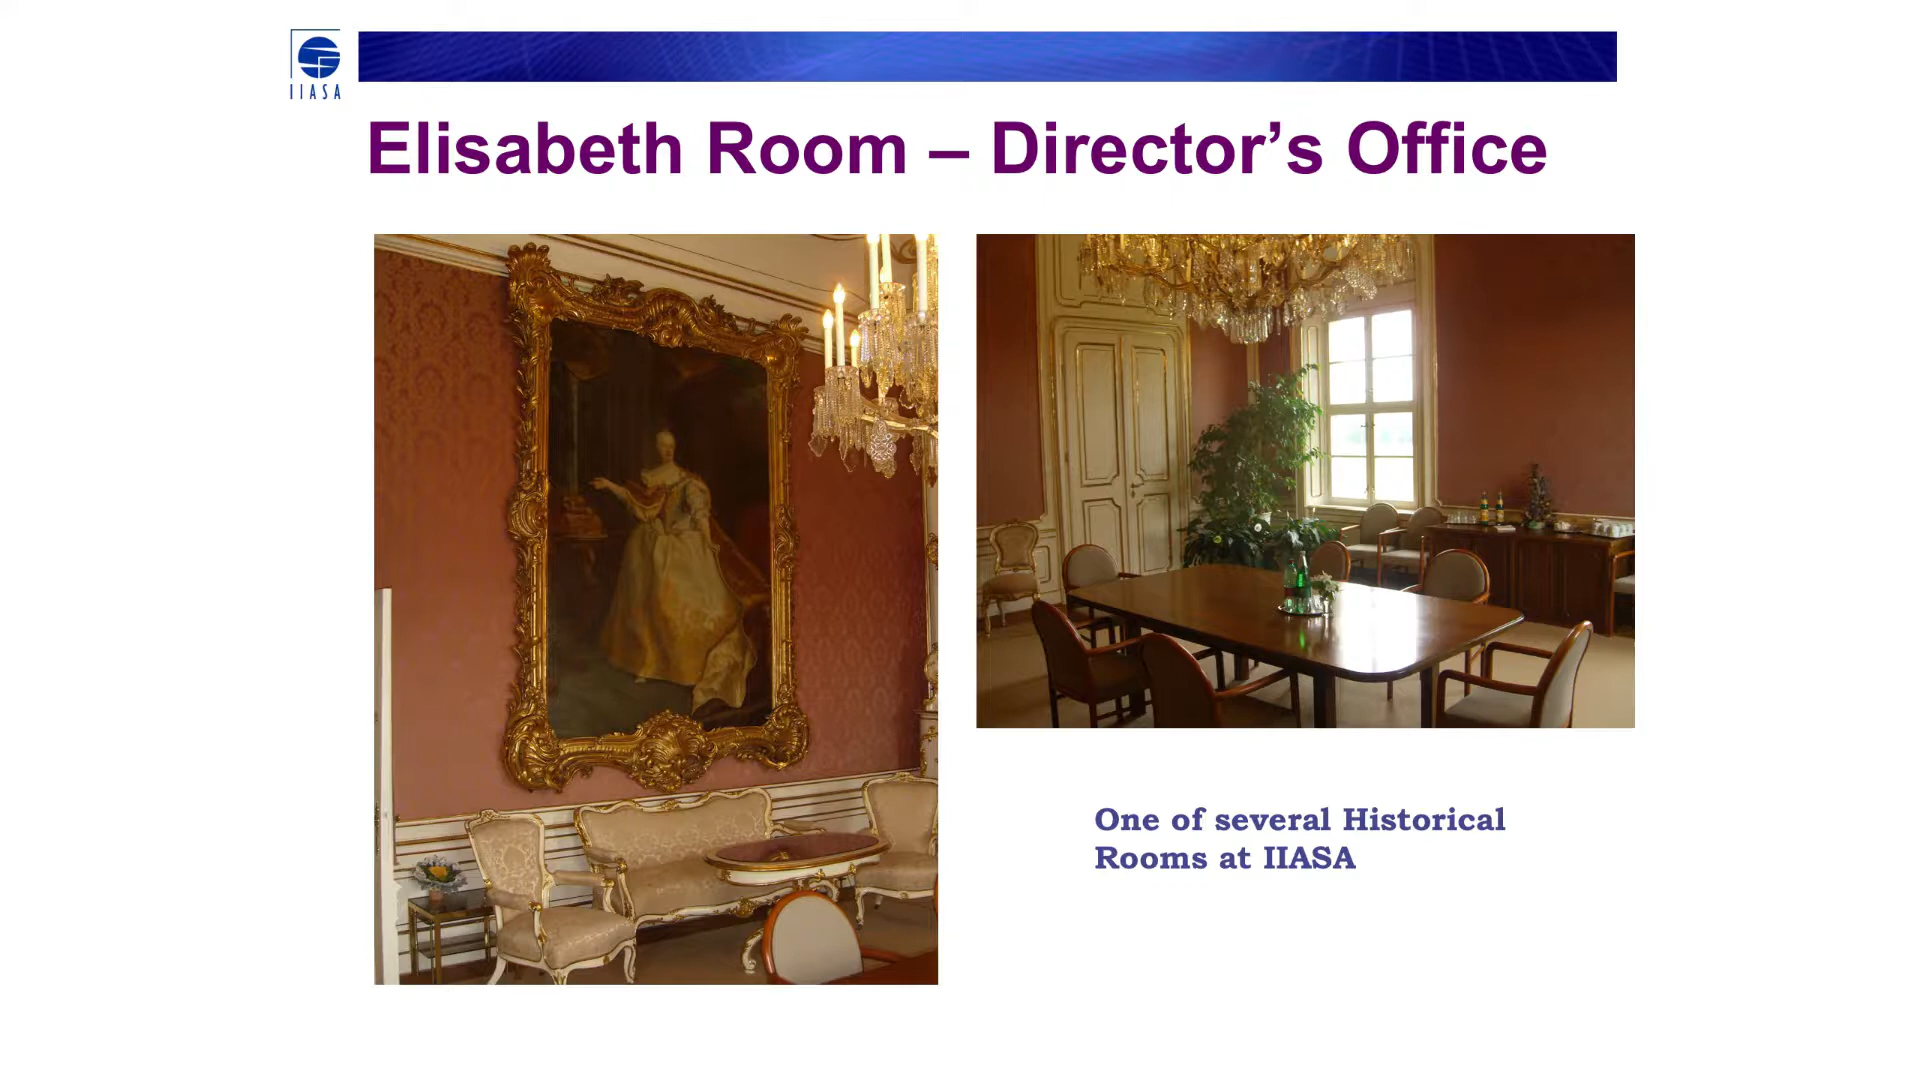 IIASA
Elisabeth Room – Director’s Office
One of several Historical
Rooms at IIASA